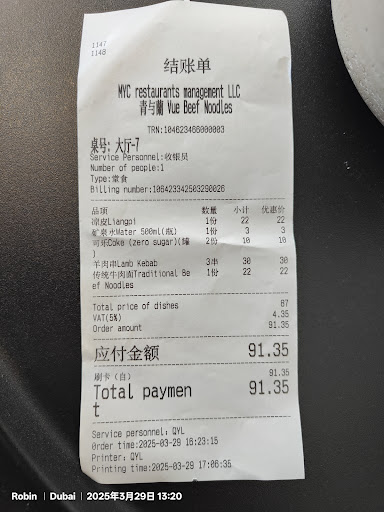 1147
1148
结账单
MYC restaurants management LLC
青与蘭 Vue Beef Noodles
TRN:104623466000003
桌号: 大厅-7
Service Personnel:收银员
Number of people:1
Type:堂食
Billing number:106423342503290026
品项 数量 小计 优惠价
凉皮Liangpi 1份 22 22
矿泉水Water 500ml(瓶) 1份 3 3
可乐Coke (zero sugar)(罐 2份 10 10
)
羊肉串Lamb Kebab 3串 30 30
传统牛肉面Traditional Be 1份 22 22
ef Noodles
Total price of dishes 87
VAT(5%) 4.35
Order amount 91.35
应付金额 91.35
刷卡（自） 91.35
Total paymen 91.35
t
Service personnel: QYL
Order time:2025-03-29 16:23:15
Printer: QYL
Printing time:2025-03-29 17:06:35
Robin | Dubai | 2025年3月29日 13:20